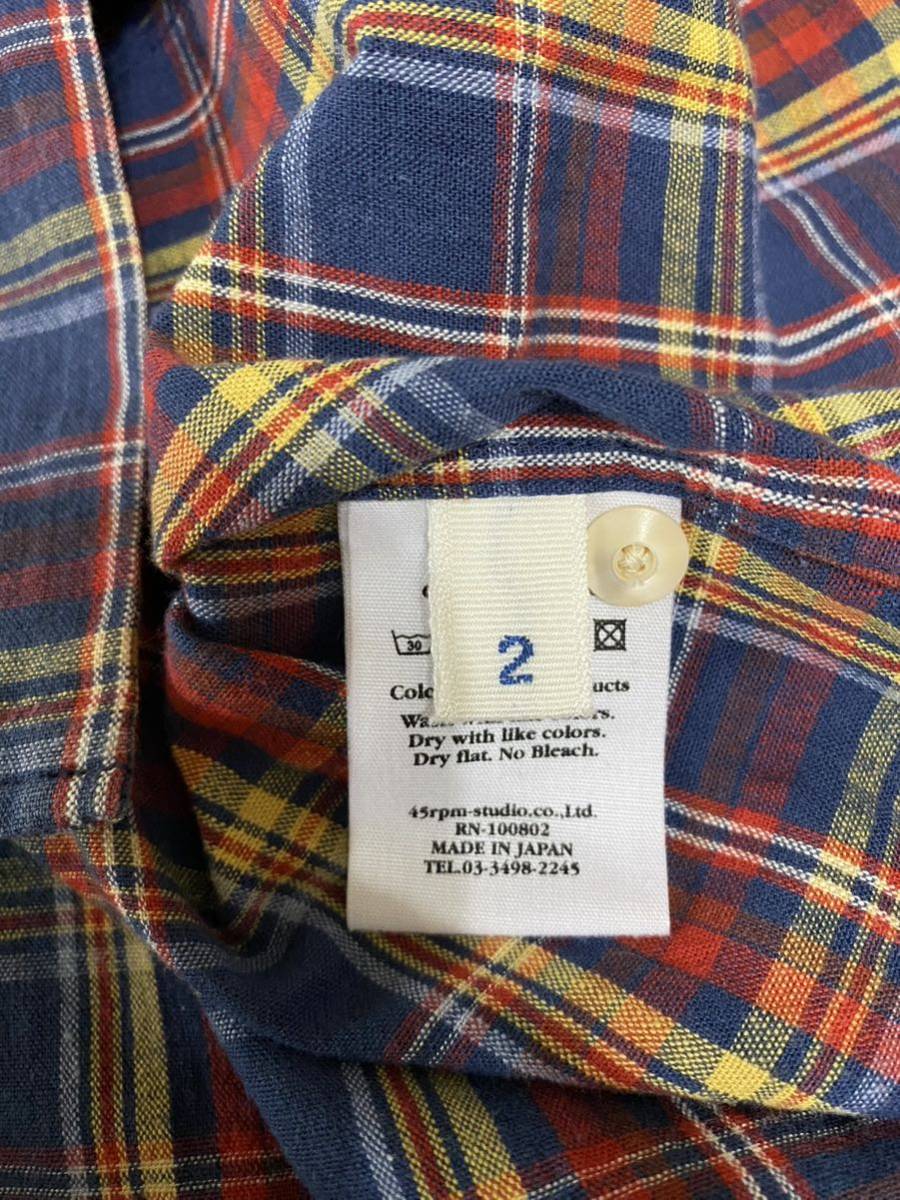 2
30
ucts
Dry with like colors.
Dry flat. No Bleach.
45rpm-studio.co.,Ltd.
RN-100802
MADE IN JAPAN
TEL.03-3498-2245